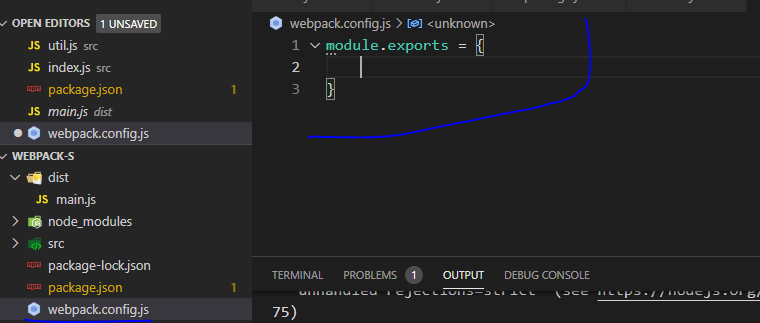 OPEN EDITORS 1 UNSAVED
JS util.js src
JS index.js src
package.json 1
JS main.js dist
webpack.config.js
WEBPACK-S
dist
JS main.js
node_modules
src
package-lock.json
package.json 1
webpack.config.js
webpack.config.js > <unknown>
1 module.exports = {
2
3 }
TERMINAL PROBLEMS 1 OUTPUT DEBUG CONSOLE
unhandled rejections=strict (see https://nodejs.org/
75)